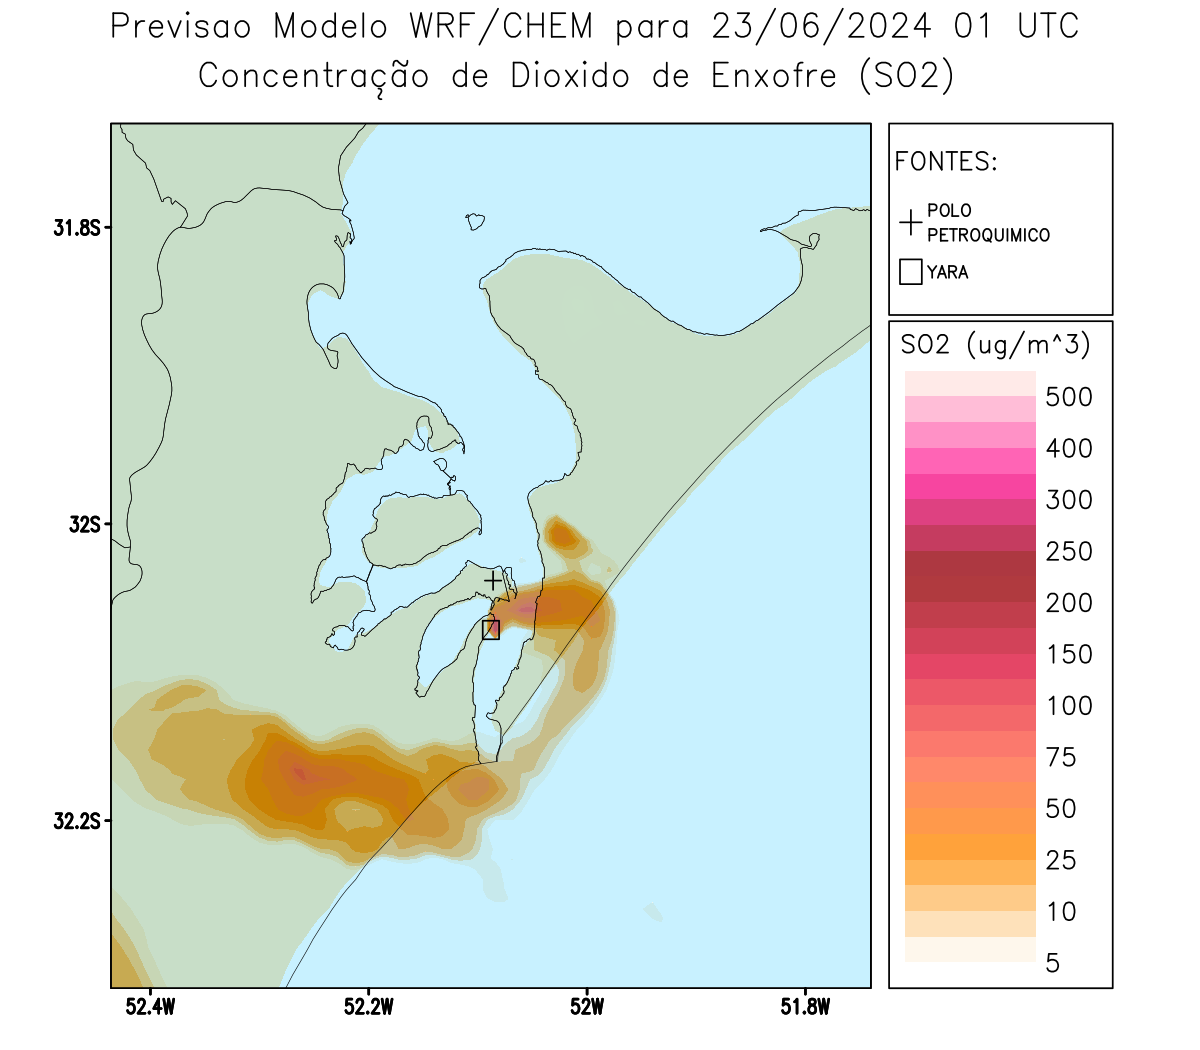 Previsao Modelo WRF/CHEM para 23/06/2024 01 UTC
Concentração de Dioxido de Enxofre (SO2)
FONTES:
POLO
PETROQUIMICO
YARA
SO2 (ug/m^3)
500
400
300
250
200
150
100
75
50
25
10
5
31.8S
32S
32.2S
52.4W
52.2W
52W
51.8W